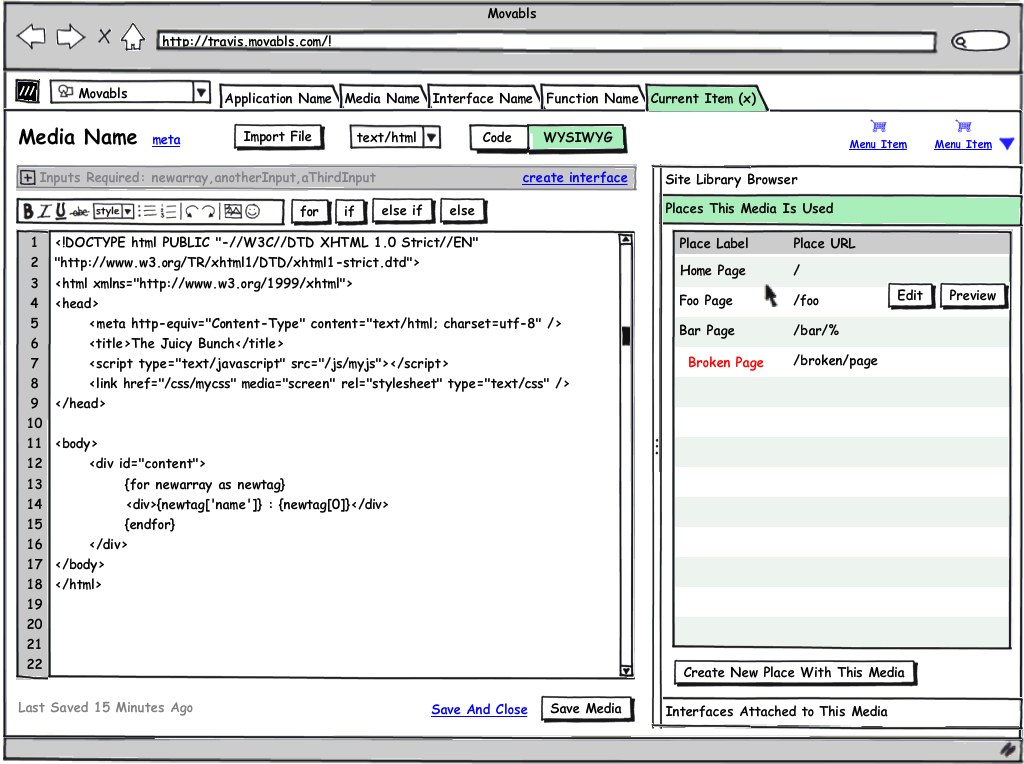 Movabls
http://travis.movabls.com/!
Movabls
Application Name
Media Name
Interface Name
Function Name
Current Item (x)
Media Name
meta
Import File
text/html
Code
WYSIWYG
Menu Item
Menu Item
+ Inputs Required: newarray,anotherInput,aThirdInput
create interface
B I U abc style
for
if
else if
else
1 <!DOCTYPE html PUBLIC "-//W3C//DTD XHTML 1.0 Strict//EN"
2 "http://www.w3.org/TR/xhtml1/DTD/xhtml1-strict.dtd">
3 <html xmlns="http://www.w3.org/1999/xhtml">
4 <head>
5 <meta http-equiv="Content-Type" content="text/html; charset=utf-8" />
6 <title>The Juicy Bunch</title>
7 <script type="text/javascript" src="/js/myjs"></script>
8 <link href="/css/mycss" media="screen" rel="stylesheet" type="text/css" />
9 </head>
10
11 <body>
12 <div id="content">
13 {for newarray as newtag}
14 <div>{newtag['name']} : {newtag[0]}</div>
15 {endfor}
16 </div>
17 </body>
18 </html>
19
20
21
22
Last Saved 15 Minutes Ago
Save And Close
Save Media
Site Library Browser
Places This Media Is Used
Place Label Place URL
Home Page /
Foo Page /foo
Edit
Preview
Bar Page /bar/%
Broken Page /broken/page
Create New Place With This Media
Interfaces Attached to This Media